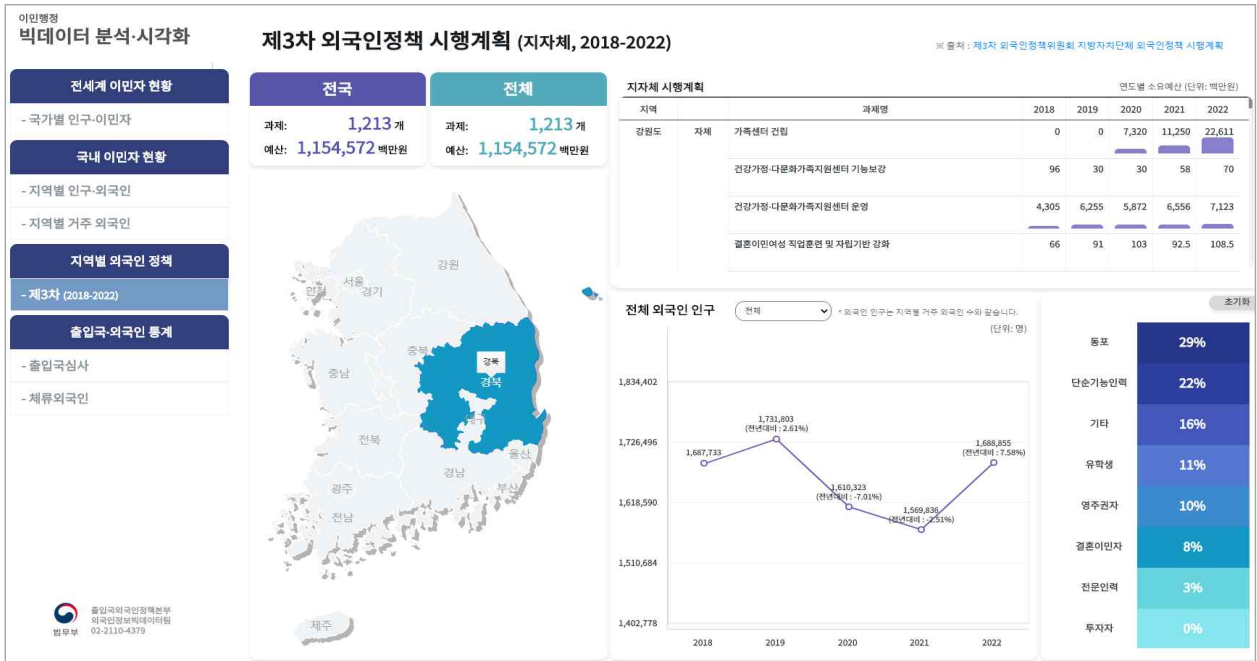 이민행정
빅데이터 분석·시각화
전세계 이민자 현황
- 국가별 인구·이민자
국내 이민자 현황
- 지역별 인구·외국인
- 지역별 거주 외국인
지역별 외국인 정책
- 제3차 (2018-2022)
출입국·외국인 통계
- 출입국심사
- 체류외국인
법무부
출입국외국인정책본부
외국인정보빅데이터팀
02-2110-4379
제3차 외국인정책 시행계획 (지자체, 2018-2022)
※ 출처 : 제3차 외국인정책위원회 지방자치단체 외국인정책 시행계획
전국
과제: 1,213 개
예산: 1,154,572 백만원
전체
과제: 1,213 개
예산: 1,154,572 백만원
강원
서울
인천
경기
충북
충남
경북
경북
대구
전북
울산
경남
부산
광주
전남
제주
지자체 시행계획
연도별 소요예산 (단위: 백만원)
지역 과제명 2018 2019 2020 2021 2022
강원도 자체 가족센터 건립 0 0 7,320 11,250 22,611
건강가정·다문화가족지원센터 기능보강 96 30 30 58 70
건강가정·다문화가족지원센터 운영 4,305 6,255 5,872 6,556 7,123
결혼이민여성 직업훈련 및 자립기반 강화 66 91 103 92.5 108.5
전체 외국인 인구 전체 * 외국인 인구는 지역별 거주 외국인 수와 같습니다.
(단위: 명)
1,834,402
1,726,496
1,618,590
1,510,684
1,402,778
1,687,733
1,731,803
(전년대비 : 2.61%)
1,610,323
(전년대비 : -7.01%)
1,569,836
(전년대비 : -2.51%)
1,688,855
(전년대비 : 7.58%)
2018 2019 2020 2021 2022
초기화
동포 29%
단순기능인력 22%
기타 16%
유학생 11%
영주권자 10%
결혼이민자 8%
전문인력 3%
투자자 0%